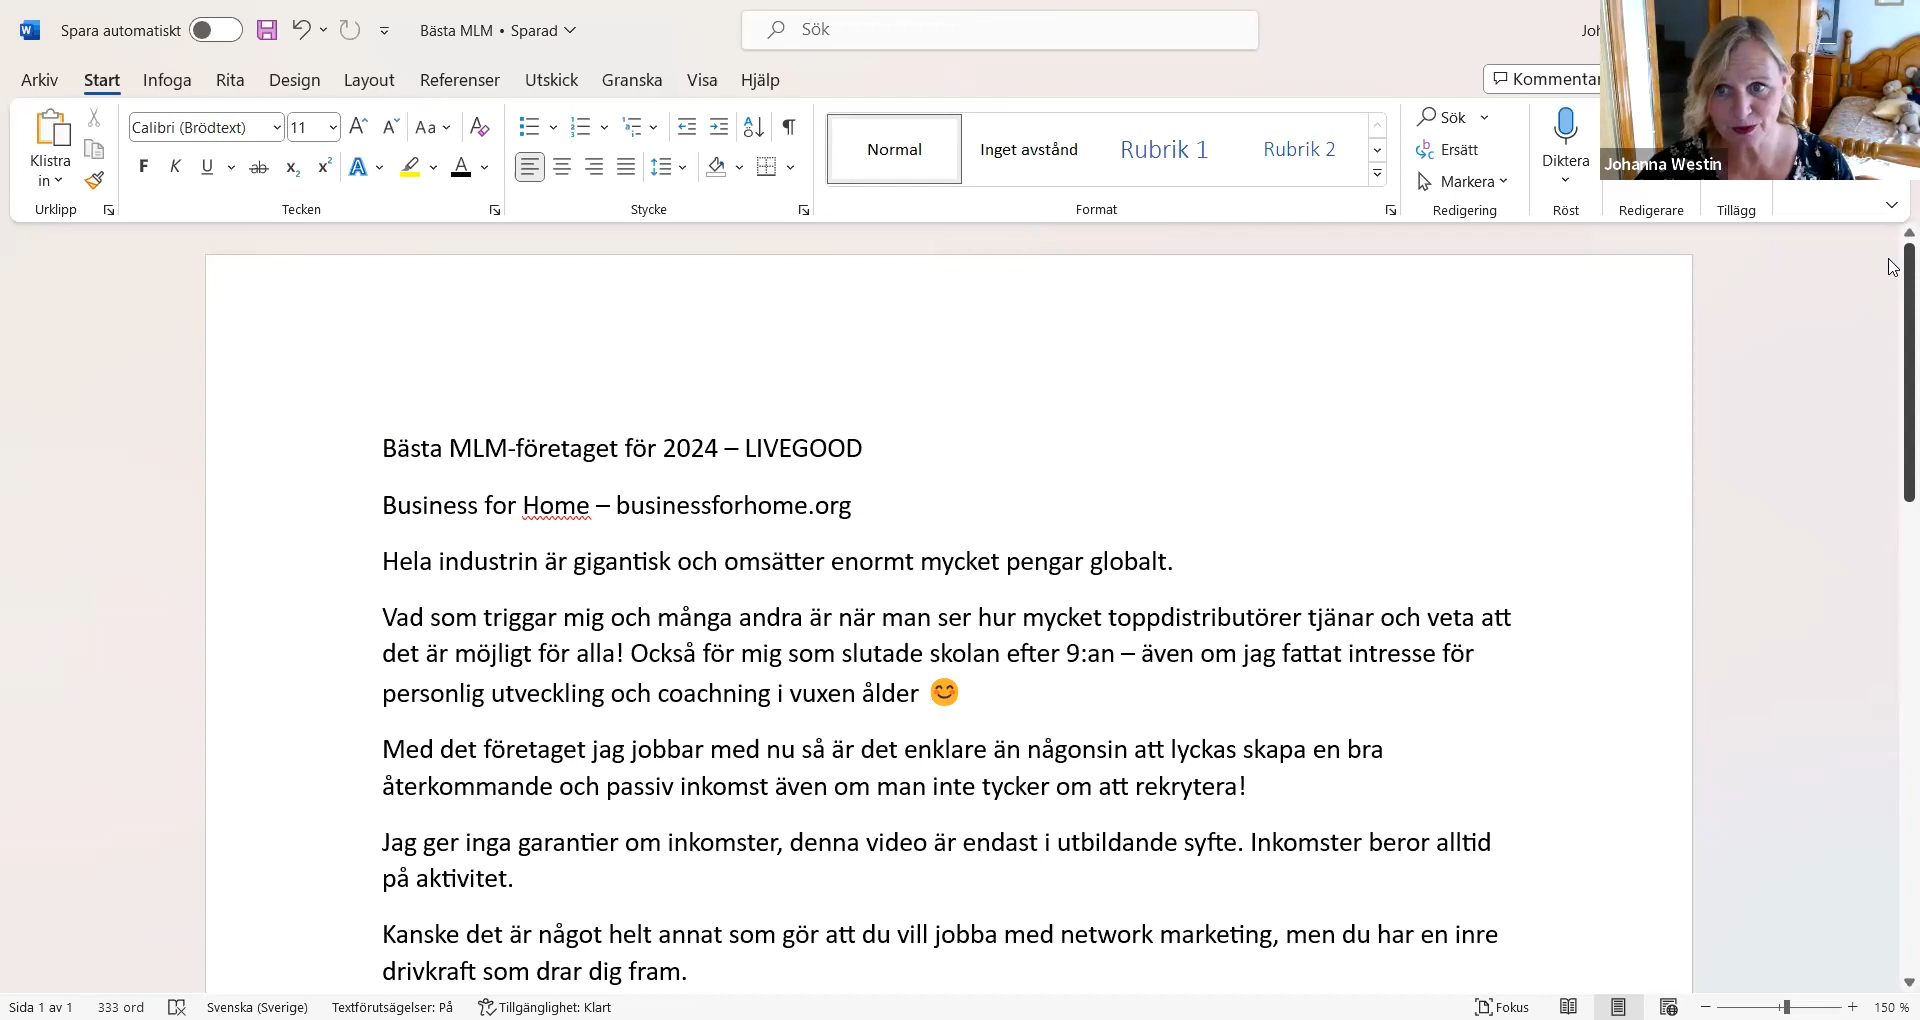 Spara automatiskt
Bästa MLM • Sparad
Sök
Arkiv Start Infoga Rita Design Layout Referenser Utskick Granska Visa Hjälp
Kommentar
Johanna Westin
Klistra
in
Calibri (Brödtext) 11
Aa
F K U ab x₂ x² A A
Normal
Inget avstånd
Rubrik 1
Rubrik 2
Sök
Ersätt
Markera
Diktera
Urklipp Tecken Stycke Format Redigering Röst Redigerare Tillägg
Bästa MLM-företaget för 2024 – LIVEGOOD
Business for Home – businessforhome.org
Hela industrin är gigantisk och omsätter enormt mycket pengar globalt.
Vad som triggar mig och många andra är när man ser hur mycket toppdistributörer tjänar och veta att
det är möjligt för alla! Också för mig som slutade skolan efter 9:an – även om jag fattat intresse för
personlig utveckling och coachning i vuxen ålder 😊
Med det företaget jag jobbar med nu så är det enklare än någonsin att lyckas skapa en bra
återkommande och passiv inkomst även om man inte tycker om att rekrytera!
Jag ger inga garantier om inkomster, denna video är endast i utbildande syfte. Inkomster beror alltid
på aktivitet.
Kanske det är något helt annat som gör att du vill jobba med network marketing, men du har en inre
drivkraft som drar dig fram.
Sida 1 av 1 333 ord Svenska (Sverige) Textförutsägelser: På Tillgänglighet: Klart Fokus 150 %